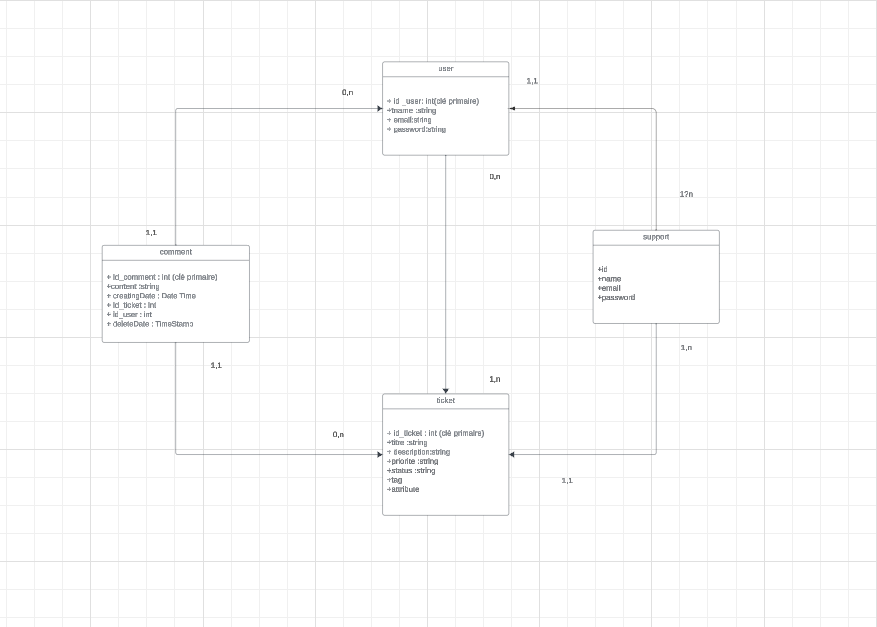 user
1,1
0,n
+ id _user: int(clé primaire)
+name :string
+ email:string
+ password:string
0,n
1?n
1,1
support
comment
+id
+ id_comment : int (clé primaire)
+name
+content :string
+email
+ creatingDate : Date Time
+password
+ id_ticket : int
+ id_user : int
+ deleteDate : TimeStamp
1,n
1,1
1,n
ticket
0,n
+ id_ticket : int (clé primaire)
+titre :string
+ description:string
+priorite :string
+status :string
+tag
1,1
+attribute